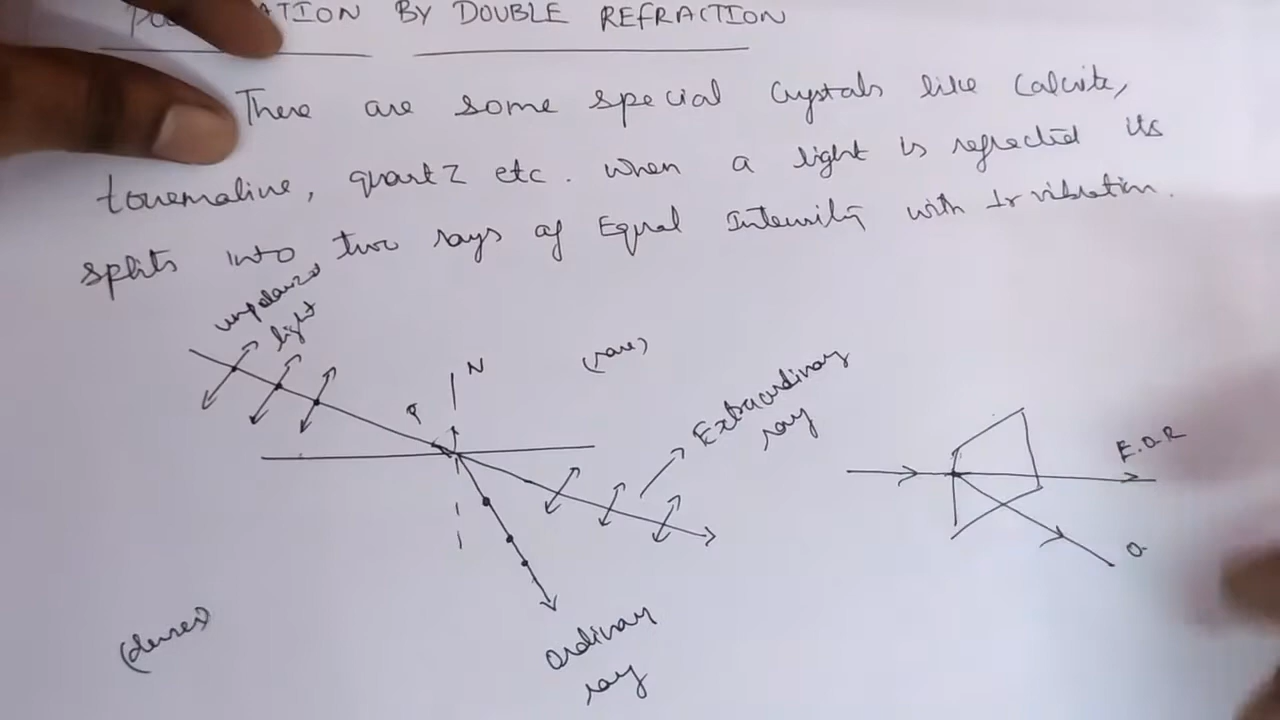 ATION BY DOUBLE REFRACTION
There are some special Crystals like Calcite,
tourmaline, quartz etc. when a light is refracted its
splits into two rays of Equal Intensity with ⊥r vibration.
unpolarized
light
N
(rare)
Extraordinary
ray
E.O.R
O
(denser)
ordinary
ray